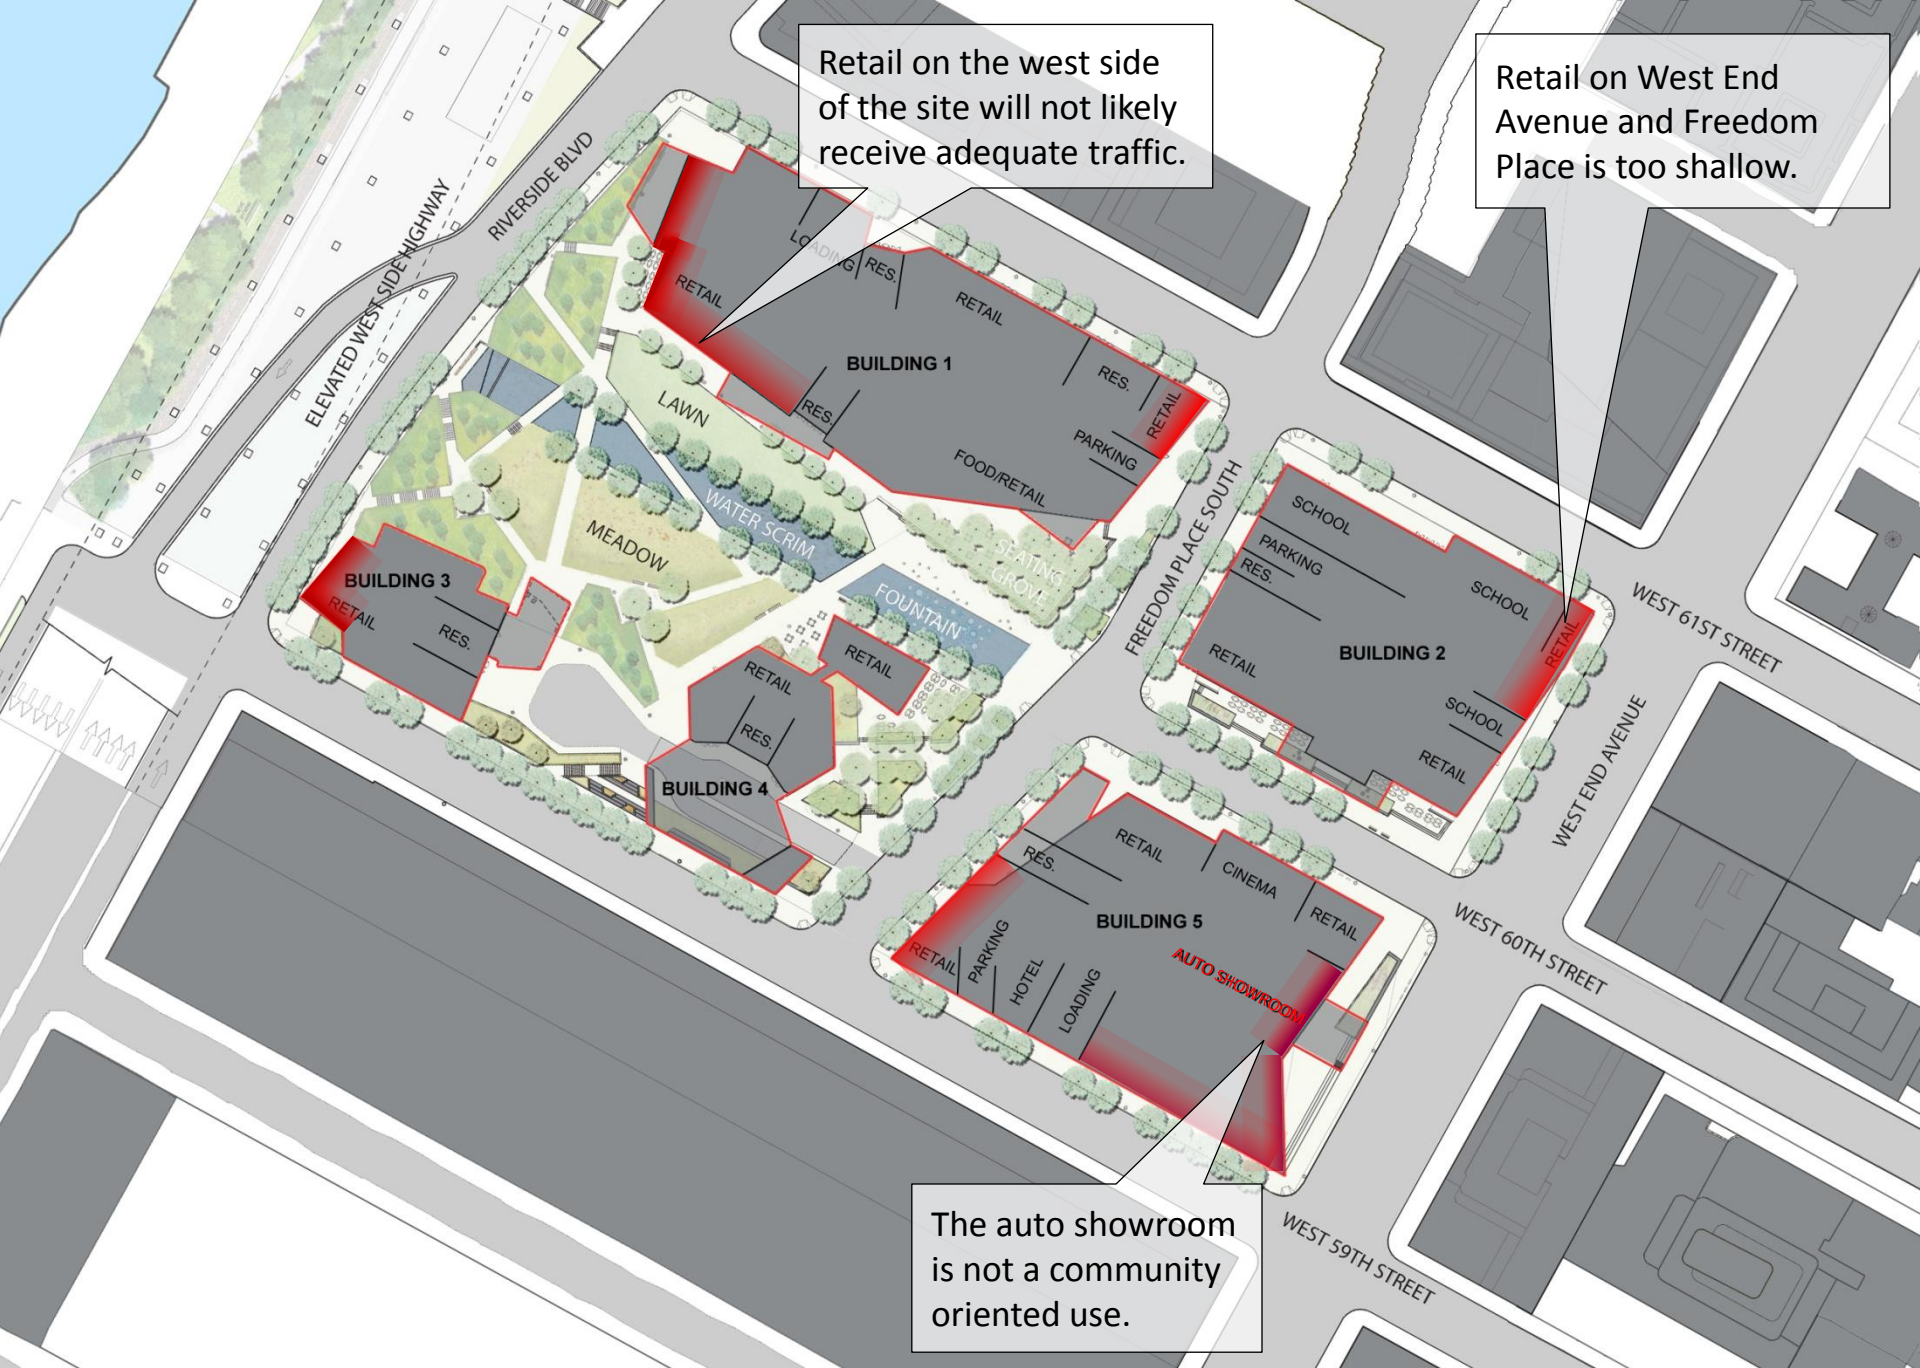 Retail on the west side
of the site will not likely
receive adequate traffic.
Retail on West End
Avenue and Freedom
Place is too shallow.
RIVERSIDE BLVD
ELEVATED WEST SIDE HIGHWAY
LOADING
RES.
RETAIL
RETAIL
BUILDING 1
RES.
RETAIL
RES.
PARKING
FOOD/RETAIL
LAWN
WATER SCRIM
MEADOW
SEATING
GROVE
FOUNTAIN
FREEDOM PLACE SOUTH
SCHOOL
PARKING
RES.
SCHOOL
RETAIL
BUILDING 2
RETAIL
SCHOOL
RETAIL
WEST 61ST STREET
WEST END AVENUE
BUILDING 3
RETAIL
RES.
RETAIL
RETAIL
RES.
BUILDING 4
RETAIL
RES.
CINEMA
RETAIL
BUILDING 5
RETAIL
PARKING
HOTEL
LOADING
AUTO SHOWROOM
WEST 60TH STREET
WEST 59TH STREET
The auto showroom
is not a community
oriented use.